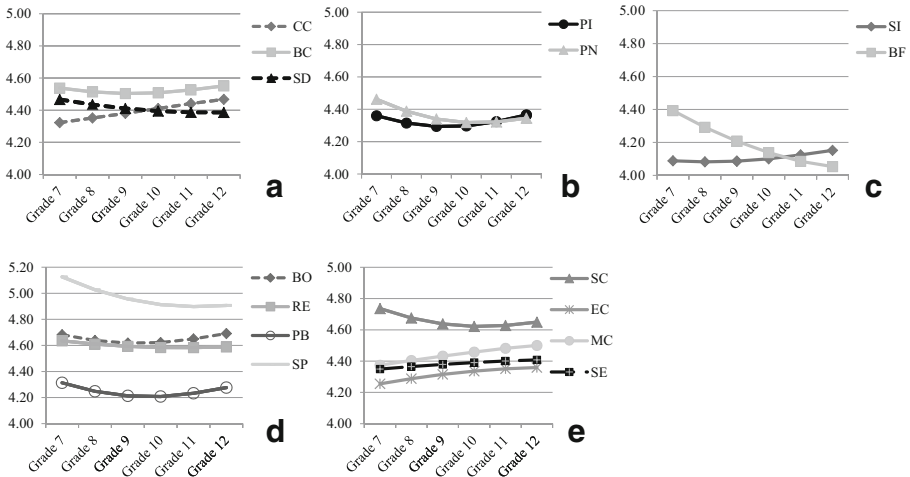 5.00
4.80
4.60
4.40
4.20
4.00
Grade 7
Grade 8
Grade 9
Grade 10
Grade 11
Grade 12
CC
BC
SD
a
5.00
4.80
4.60
4.40
4.20
4.00
Grade 7
Grade 8
Grade 9
Grade 10
Grade 11
Grade 12
PI
PN
b
5.00
4.80
4.60
4.40
4.20
4.00
Grade 7
Grade 8
Grade 9
Grade 10
Grade 11
Grade 12
SI
BF
c
5.20
5.00
4.80
4.60
4.40
4.20
4.00
Grade 7
Grade 8
Grade 9
Grade 10
Grade 11
Grade 12
BO
RE
PB
SP
d
5.00
4.80
4.60
4.40
4.20
4.00
Grade 7
Grade 8
Grade 9
Grade 10
Grade 11
Grade 12
SC
EC
MC
SE
e